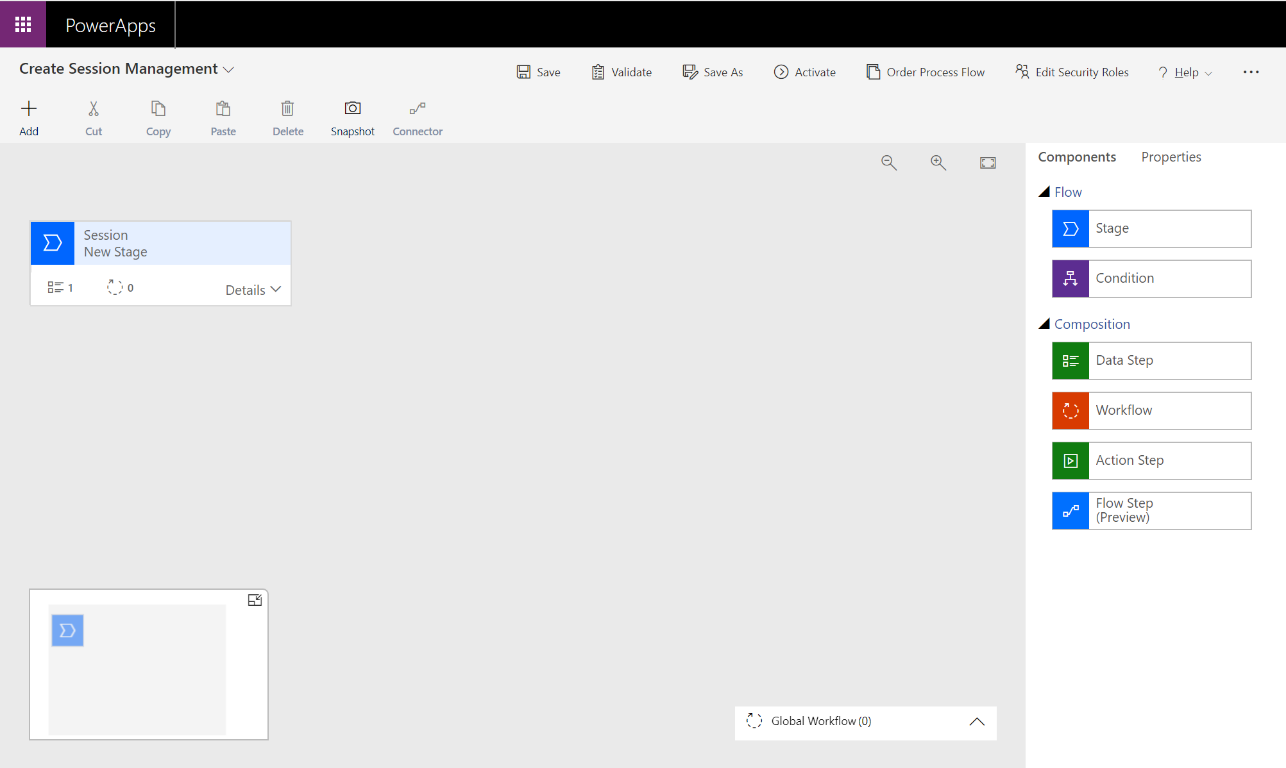 PowerApps
Create Session Management
Save
Validate
Save As
Activate
Order Process Flow
Edit Security Roles
? Help
Add
Cut
Copy
Paste
Delete
Snapshot
Connector
Components
Properties
Flow
Stage
Condition
Composition
Data Step
Workflow
Action Step
Flow Step
(Preview)
Session
New Stage
1
0
Details
Global Workflow (0)